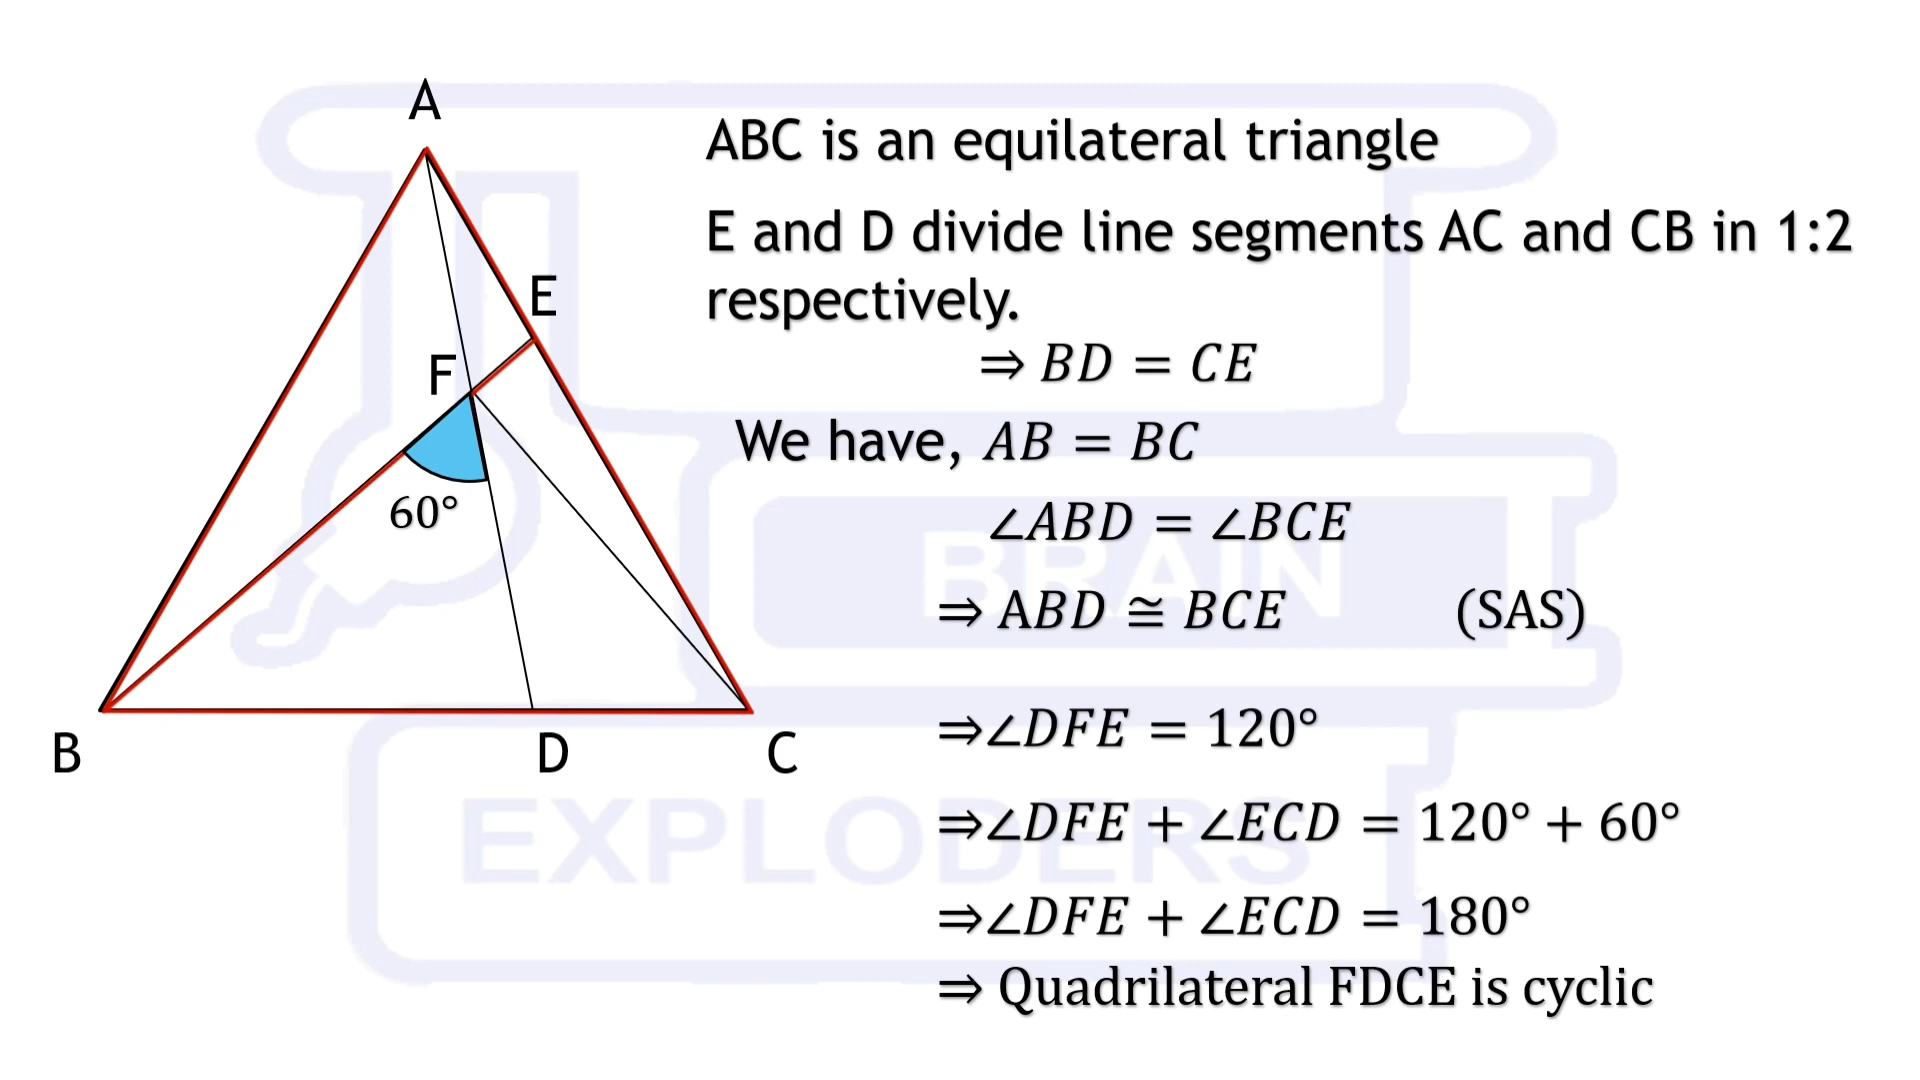 A
ABC is an equilateral triangle
E and D divide line segments AC and CB in 1:2
respectively.
E
F
⇒ BD = CE
We have, AB = BC
60°
∠ABD = ∠BCE
⇒ ABD ≅ BCE (SAS)
B
D
C
⇒∠DFE = 120°
⇒∠DFE + ∠ECD = 120° + 60°
⇒∠DFE + ∠ECD = 180°
⇒ Quadrilateral FDCE is cyclic
BRAIN
EXPLODERS